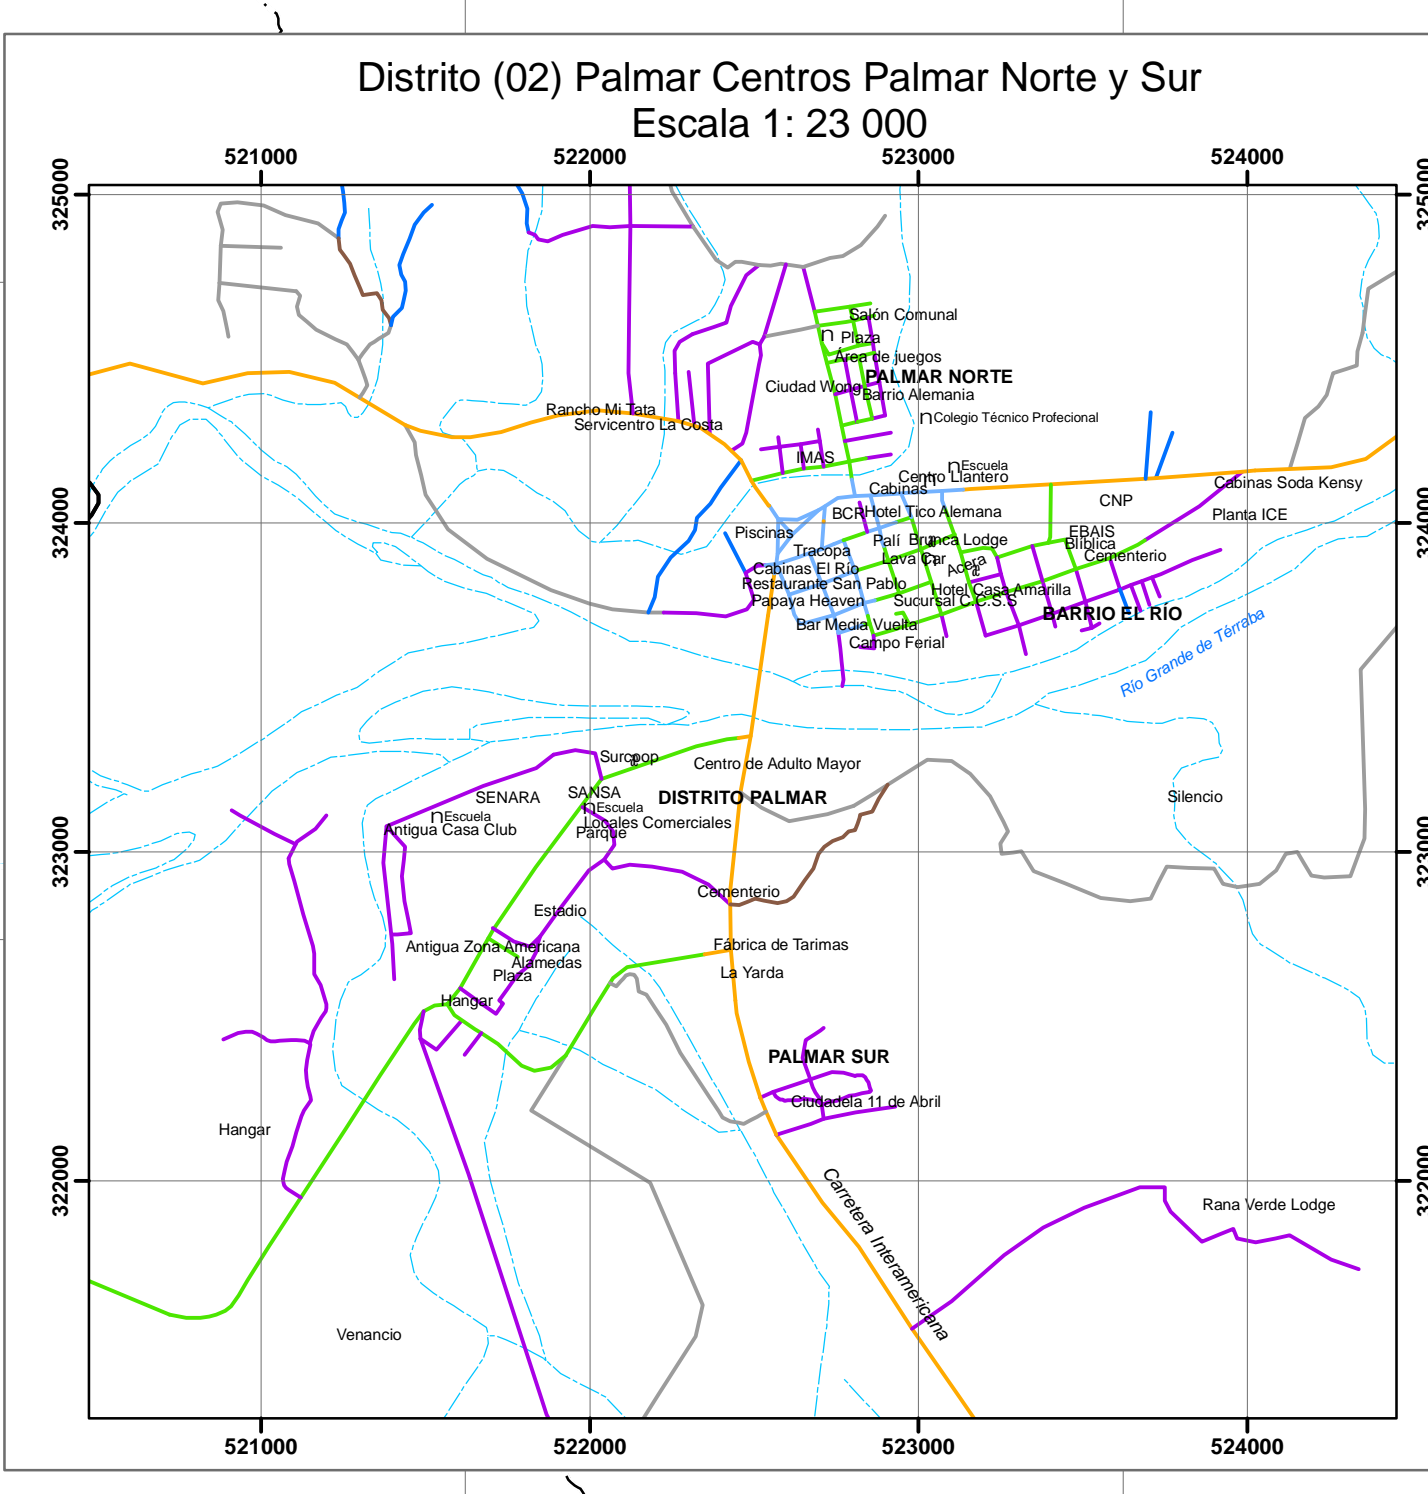 Distrito (02) Palmar Centros Palmar Norte y Sur
Escala 1: 23 000
521000
522000
523000
524000
325000
325000
Salón Comunal
n Plaza
Área de juegos
PALMAR NORTE
Ciudad Wong
Barrio Alemania
Rancho Mi Tata
n Colegio Técnico Profecional
Servicentro La Costa
IMAS
n Escuela
Centro Llantero
n
Cabinas
Cabinas Soda Kensy
CNP
BCR
Hotel Tico Alemana
Planta ICE
324000
324000
Piscinas
EBAIS
Palí
Brunca Lodge
Bíblica
Tracopa
Lava Car
n
Cementerio
Cabinas El Río
Acera
Restaurante San Pablo
Hotel Casa Amarilla
Papaya Heaven
Sucursal C.C.S.S
BARRIO EL RÍO
Bar Media Vuelta
Campo Ferial
Río Grande de Térraba
Surcoop
Centro de Adulto Mayor
SENARA
SANSA
DISTRITO PALMAR
Silencio
n Escuela
n Escuela
Locales Comerciales
Antigua Casa Club
Parque
323000
323000
Cementerio
Estadio
Antigua Zona Americana
Fábrica de Tarimas
Alamedas
La Yarda
Plaza
Hangar
PALMAR SUR
Ciudadela 11 de Abril
Hangar
322000
322000
Carretera Interamericana
Rana Verde Lodge
Venancio
521000
522000
523000
524000